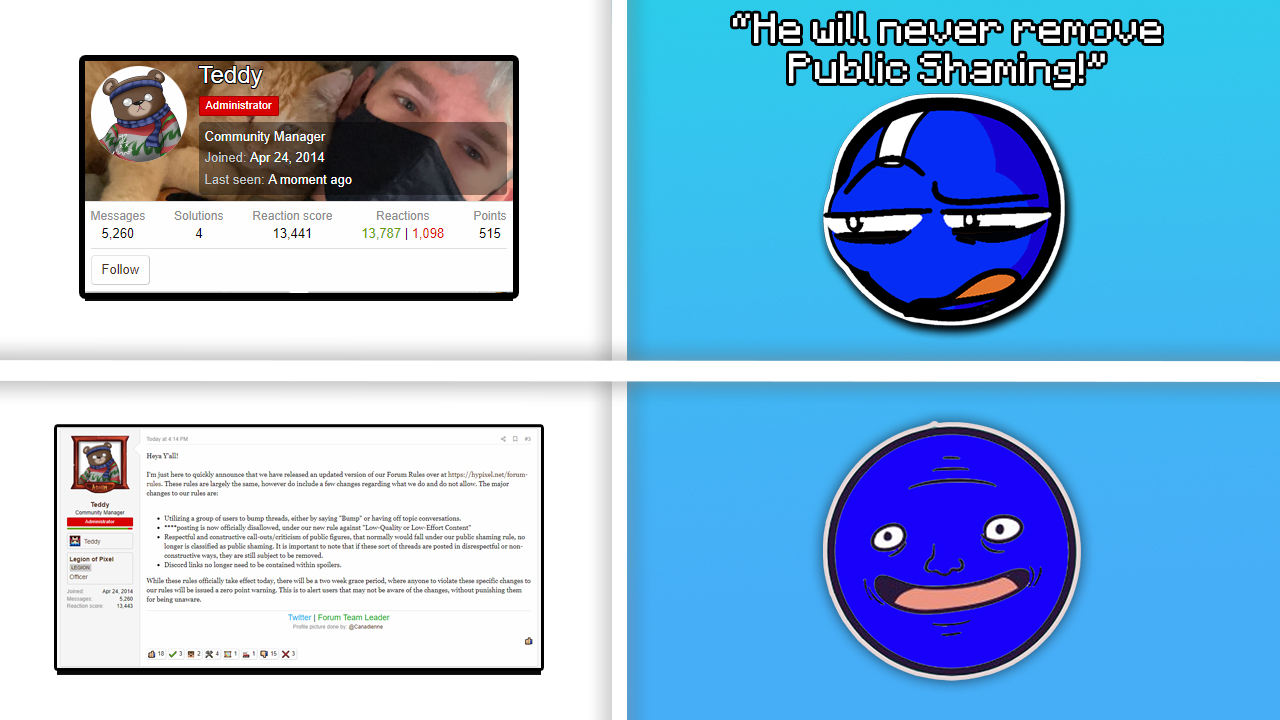 "He will never remove
Public Shaming!"
Teddy
Administrator
Community Manager
Joined: Apr 24, 2014
Last seen: A moment ago
Messages Solutions Reaction score Reactions Points
5,260 4 13,441 13,787 | 1,098 515
Follow
Today at 4:14 PM #3
Heya Y'all!
I'm just here to quickly announce that we have released an updated version of our Forum Rules over at https://hypixel.net/forum-
rules. These rules are largely the same, however do include a few changes regarding what we do and do not allow. The major
changes to our rules are:
• Utilizing a group of users to bump threads, either by saying "Bump" or having off topic conversations.
• ****posting is now officially disallowed, under our new rule against "Low-Quality or Low-Effort Content"
• Respectful and constructive call-outs/criticism of public figures, that normally would fall under our public shaming rule, no
longer is classified as public shaming. It is important to note that if these sort of threads are posted in disrespectful or non-
constructive ways, they are still subject to be removed.
• Discord links no longer need to be contained within spoilers.
While these rules officially take effect today, there will be a two week grace period, where anyone to violate these specific changes to
our rules will be issued a zero point warning. This is to alert users that may not be aware of the changes, without punishing them
for being unaware.
Twitter | Forum Team Leader
Profile picture done by: @Canadienne
18 3 2 4 1 1 15 3
ADMIN
Teddy
Community Manager
Administrator
Teddy
Legion of Pixel
LEGION
Officer
Joined: Apr 24, 2014
Messages: 5,260
Reaction score: 13,443